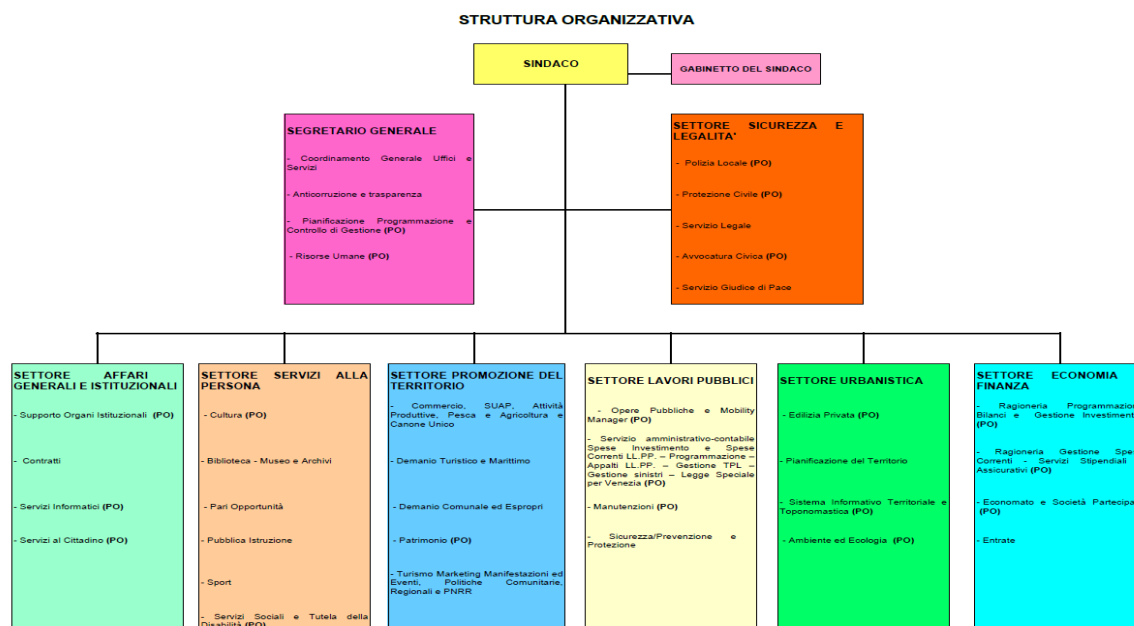 STRUTTURA ORGANIZZATIVA
SINDACO
GABINETTO DEL SINDACO
SEGRETARIO GENERALE
- Coordinamento Generale Uffici e
Servizi
- Anticorruzione e trasparenza
- Pianificazione Programmazione e
Controllo di Gestione (PO)
- Risorse Umane (PO)
SETTORE SICUREZZA E
LEGALITA'
- Polizia Locale (PO)
- Protezione Civile (PO)
- Servizio Legale
- Avvocatura Civica (PO)
- Servizio Giudice di Pace
SETTORE AFFARI
GENERALI E ISTITUZIONALI
- Supporto Organi Istituzionali (PO)
- Contratti
- Servizi Informatici (PO)
- Servizi al Cittadino (PO)
SETTORE SERVIZI ALLA
PERSONA
- Cultura (PO)
- Biblioteca - Museo e Archivi
- Pari Opportunità
- Pubblica Istruzione
- Sport
- Servizi Sociali e Tutela della
Disabilità (PO)
SETTORE PROMOZIONE DEL
TERRITORIO
- Commercio, SUAP, Attività
Produttive, Pesca e Agricoltura e
Canone Unico
- Demanio Turistico e Marittimo
- Demanio Comunale ed Espropri
- Patrimonio (PO)
- Turismo Marketing Manifestazioni ed
Eventi, Politiche Comunitarie,
Regionali e PNRR
SETTORE LAVORI PUBBLICI
- Opere Pubbliche e Mobility
Manager (PO)
- Servizio amministrativo-contabile
Spese Investimento e Spese
Correnti LL.PP. – Programmazione –
Appalti LL.PP. – Gestione TPL –
Gestione sinistri – Legge Speciale
per Venezia (PO)
- Manutenzioni (PO)
- Sicurezza/Prevenzione e
Protezione
SETTORE URBANISTICA
- Edilizia Privata (PO)
- Pianificazione del Territorio
- Sistema Informativo Territoriale e
Toponomastica (PO)
- Ambiente ed Ecologia (PO)
SETTORE ECONOMIA
FINANZA
- Ragioneria Programmazion
Bilanci e Gestione Investiment
(PO)
- Ragioneria Gestione Spes
Correnti - Servizi Stipendiali
Assicurativi (PO)
- Economato e Società Partecipa
(PO)
- Entrate